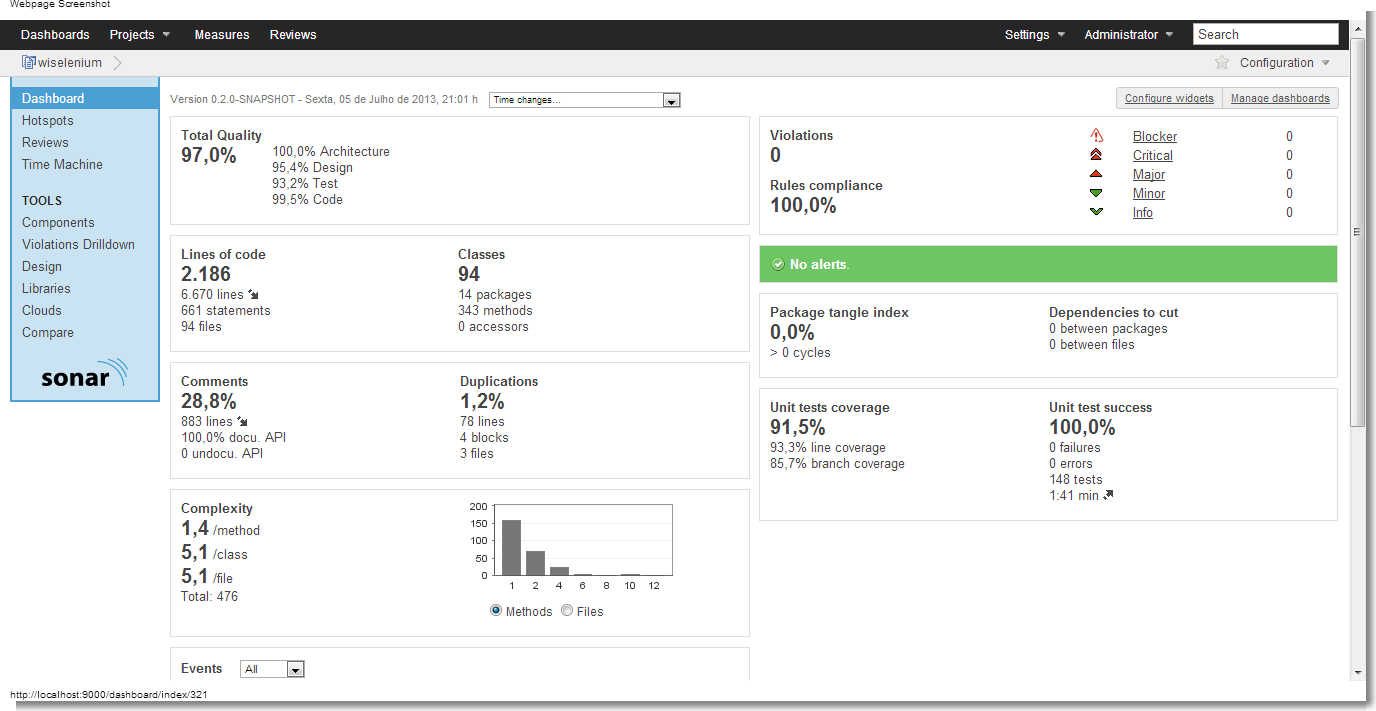 Webpage Screenshot
Dashboards Projects Measures Reviews Settings Administrator Search
wiselenium Configuration
Dashboard
Hotspots
Reviews
Time Machine
TOOLS
Components
Violations Drilldown
Design
Libraries
Clouds
Compare
sonar
Version 0.2.0-SNAPSHOT - Sexta, 05 de Julho de 2013, 21:01 h Time changes...
Configure widgets Manage dashboards
Total Quality
97,0%
100,0% Architecture
95,4% Design
93,2% Test
99,5% Code
Lines of code
2.186
6.670 lines
661 statements
94 files
Classes
94
14 packages
343 methods
0 accessors
Comments
28,8%
883 lines
100,0% docu. API
0 undocu. API
Duplications
1,2%
78 lines
4 blocks
3 files
Complexity
1,4 /method
5,1 /class
5,1 /file
Total: 476
200
150
100
50
0
1 2 4 6 8 10 12
Methods Files
Events All
Violations
0
Rules compliance
100,0%
Blocker 0
Critical 0
Major 0
Minor 0
Info 0
No alerts.
Package tangle index
0,0%
> 0 cycles
Dependencies to cut
0 between packages
0 between files
Unit tests coverage
91,5%
93,3% line coverage
85,7% branch coverage
Unit test success
100,0%
0 failures
0 errors
148 tests
1:41 min
http://localhost:9000/dashboard/index/321